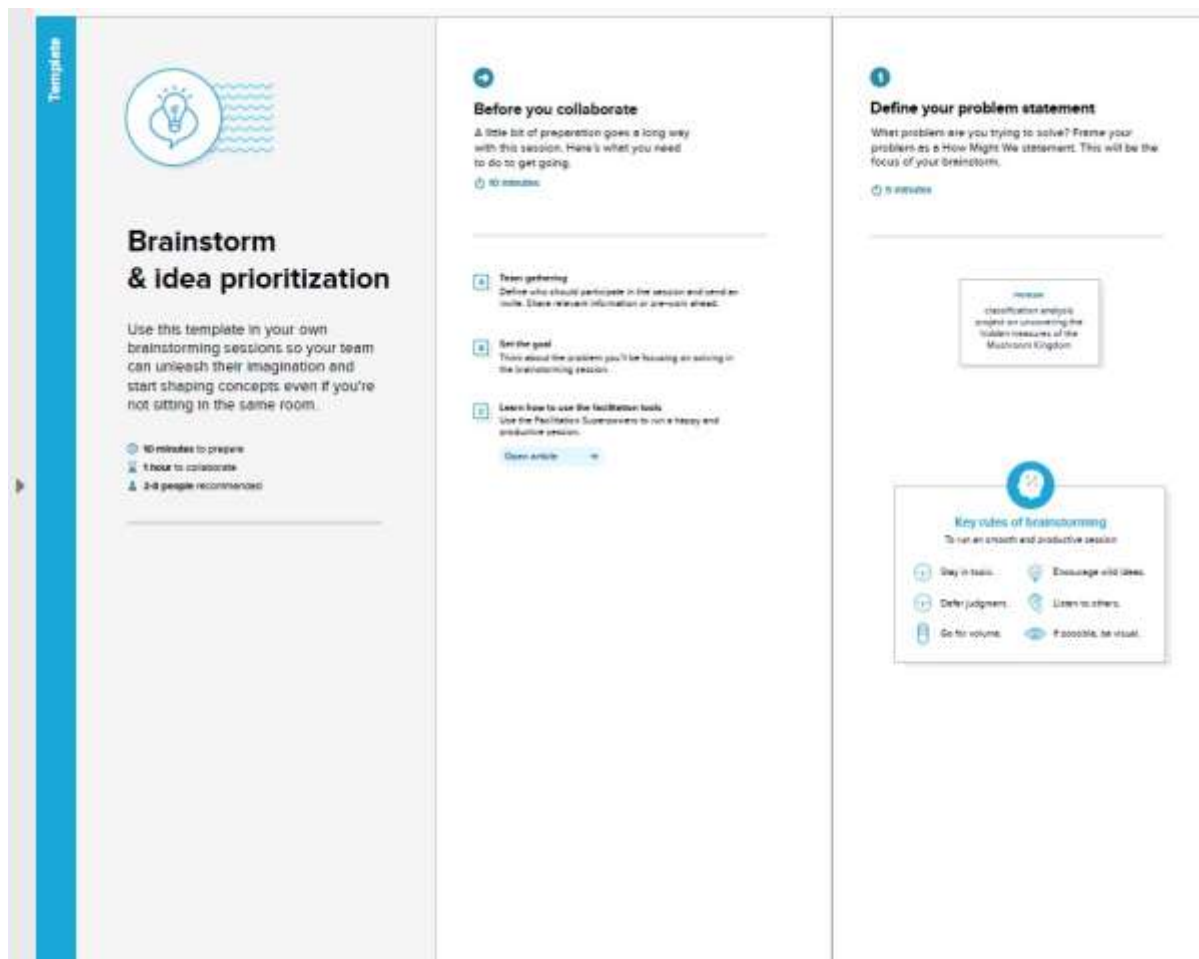 Template
Brainstorm
& idea prioritization
Use this template in your own
brainstorming sessions so your team
can unleash their imagination and
start shaping concepts even if you're
not sitting in the same room.
10 minutes to prepare
1 hour to collaborate
2-8 people recommended
Before you collaborate
A little bit of preparation goes a long way
with this session. Here's what you need
to do to get going.
10 minutes
A
Team gathering
Define who should participate in the session and send an
invite. Share relevant information or pre-work ahead.
B
Set the goal
Think about the problem you'll be focusing on solving in
the brainstorming session.
C
Learn how to use the facilitation tools
Use the Facilitation Superpowers to run a happy and
productive session.
Open article
1
Define your problem statement
What problem are you trying to solve? Frame your
problem as a How Might We statement. This will be the
focus of your brainstorm.
5 minutes
PROBLEM
classification analysis
project on uncovering the
hidden treasures of the
Mushroom Kingdom
Key rules of brainstorming
To run an smooth and productive session
Stay in topic.
Encourage wild ideas.
Defer judgment.
Listen to others.
Go for volume.
If possible, be visual.